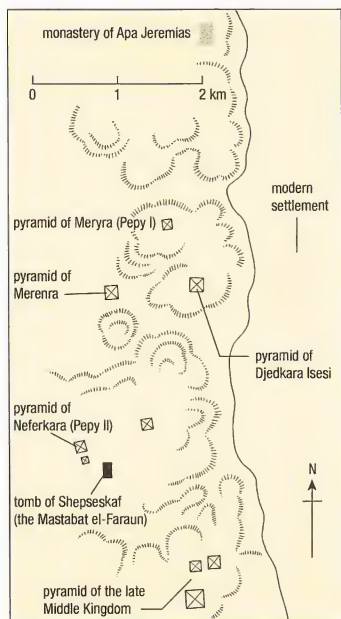 monastery of Apa Jeremias
0 1 2 km
modern
settlement
pyramid of Meryra (Pepy I)
pyramid of
Merenra
pyramid of
Djedkara Isesi
pyramid of
Neferkara (Pepy II)
N
tomb of Shepseskaf
(the Mastabat el-Faraun)
pyramid of the late
Middle Kingdom